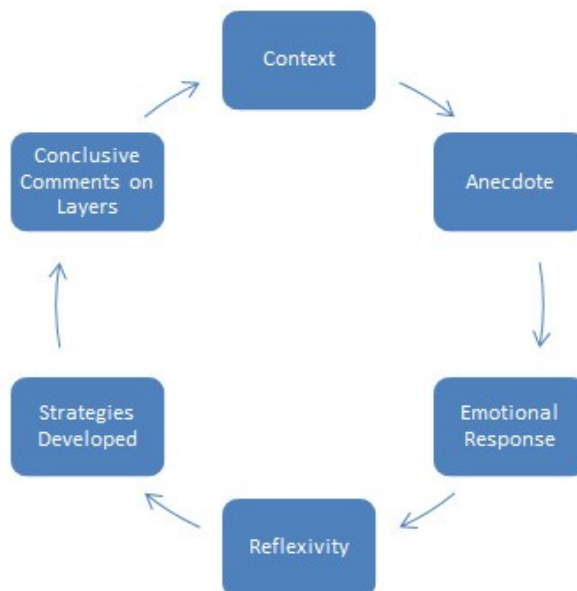 Context
Anecdote
Emotional
Response
Reflexivity
Strategies
Developed
Conclusive
Comments on
Layers